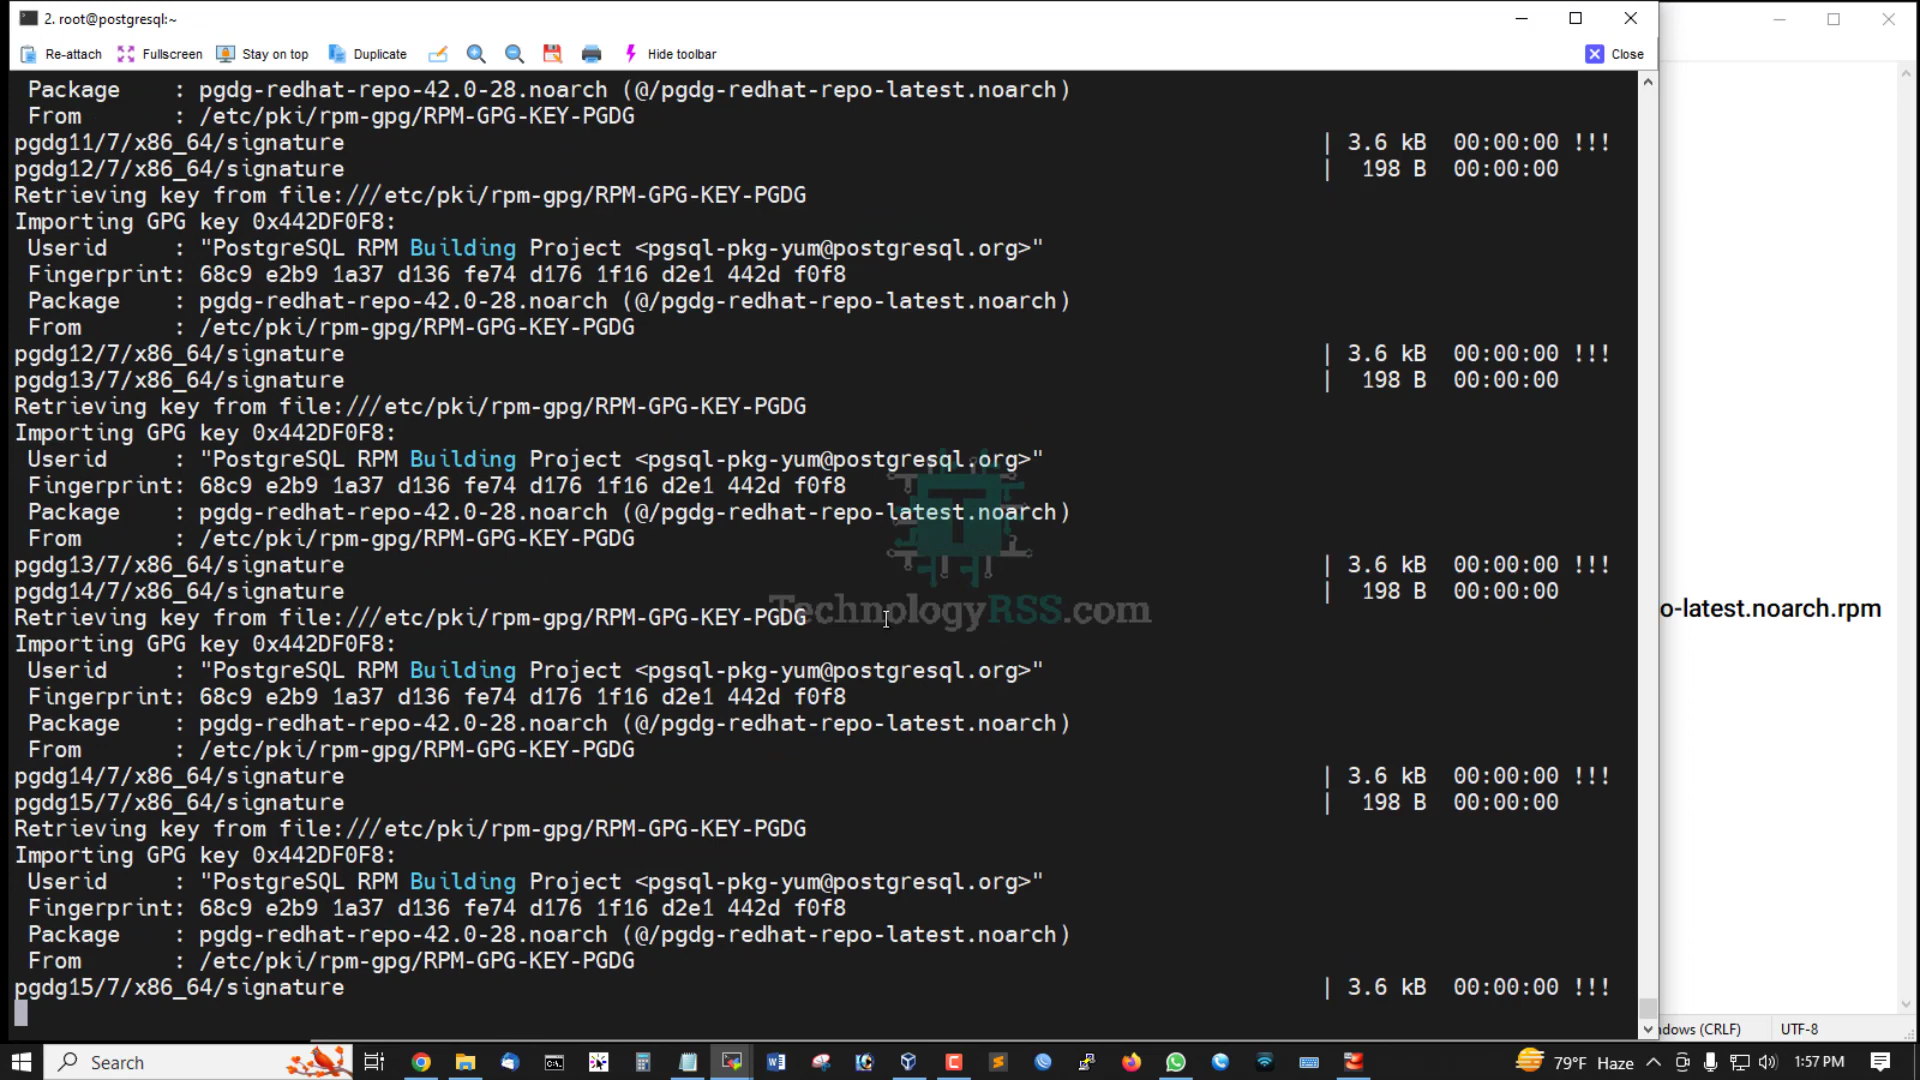 2. root@postgresql:~
Re-attach Fullscreen Stay on top Duplicate Hide toolbar Close
Package : pgdg-redhat-repo-42.0-28.noarch (@/pgdg-redhat-repo-latest.noarch)
From : /etc/pki/rpm-gpg/RPM-GPG-KEY-PGDG
pgdg11/7/x86_64/signature | 3.6 kB 00:00:00 !!!
pgdg12/7/x86_64/signature | 198 B 00:00:00
Retrieving key from file:///etc/pki/rpm-gpg/RPM-GPG-KEY-PGDG
Importing GPG key 0x442DF0F8:
Userid : "PostgreSQL RPM Building Project <pgsql-pkg-yum@postgresql.org>"
Fingerprint: 68c9 e2b9 1a37 d136 fe74 d176 1f16 d2e1 442d f0f8
Package : pgdg-redhat-repo-42.0-28.noarch (@/pgdg-redhat-repo-latest.noarch)
From : /etc/pki/rpm-gpg/RPM-GPG-KEY-PGDG
pgdg12/7/x86_64/signature | 3.6 kB 00:00:00 !!!
pgdg13/7/x86_64/signature | 198 B 00:00:00
Retrieving key from file:///etc/pki/rpm-gpg/RPM-GPG-KEY-PGDG
Importing GPG key 0x442DF0F8:
Userid : "PostgreSQL RPM Building Project <pgsql-pkg-yum@postgresql.org>"
Fingerprint: 68c9 e2b9 1a37 d136 fe74 d176 1f16 d2e1 442d f0f8
Package : pgdg-redhat-repo-42.0-28.noarch (@/pgdg-redhat-repo-latest.noarch)
From : /etc/pki/rpm-gpg/RPM-GPG-KEY-PGDG
pgdg13/7/x86_64/signature | 3.6 kB 00:00:00 !!!
pgdg14/7/x86_64/signature | 198 B 00:00:00
Retrieving key from file:///etc/pki/rpm-gpg/RPM-GPG-KEY-PGDG
TechnologyRSS.com
o-latest.noarch.rpm
Importing GPG key 0x442DF0F8:
Userid : "PostgreSQL RPM Building Project <pgsql-pkg-yum@postgresql.org>"
Fingerprint: 68c9 e2b9 1a37 d136 fe74 d176 1f16 d2e1 442d f0f8
Package : pgdg-redhat-repo-42.0-28.noarch (@/pgdg-redhat-repo-latest.noarch)
From : /etc/pki/rpm-gpg/RPM-GPG-KEY-PGDG
pgdg14/7/x86_64/signature | 3.6 kB 00:00:00 !!!
pgdg15/7/x86_64/signature | 198 B 00:00:00
Retrieving key from file:///etc/pki/rpm-gpg/RPM-GPG-KEY-PGDG
Importing GPG key 0x442DF0F8:
Userid : "PostgreSQL RPM Building Project <pgsql-pkg-yum@postgresql.org>"
Fingerprint: 68c9 e2b9 1a37 d136 fe74 d176 1f16 d2e1 442d f0f8
Package : pgdg-redhat-repo-42.0-28.noarch (@/pgdg-redhat-repo-latest.noarch)
From : /etc/pki/rpm-gpg/RPM-GPG-KEY-PGDG
pgdg15/7/x86_64/signature | 3.6 kB 00:00:00 !!!
ndows (CRLF) UTF-8
Search 79°F Haze 1:57 PM